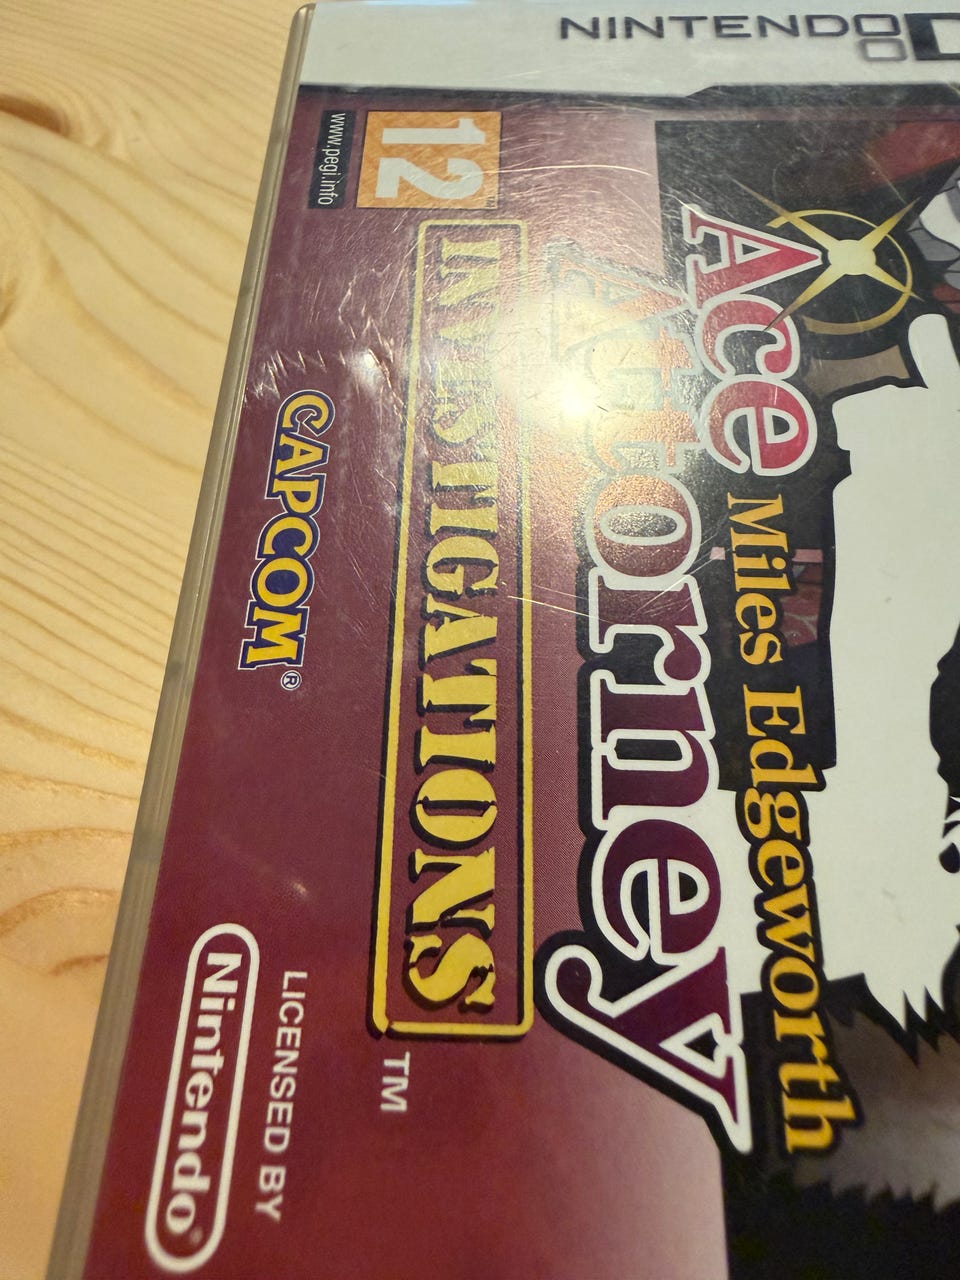 NINTENDO D
Ace
Miles Edgeworth
Attorney
INVESTIGATIONS
TM
12
www.pegi.info
CAPCOM®
LICENSED BY
Nintendo®